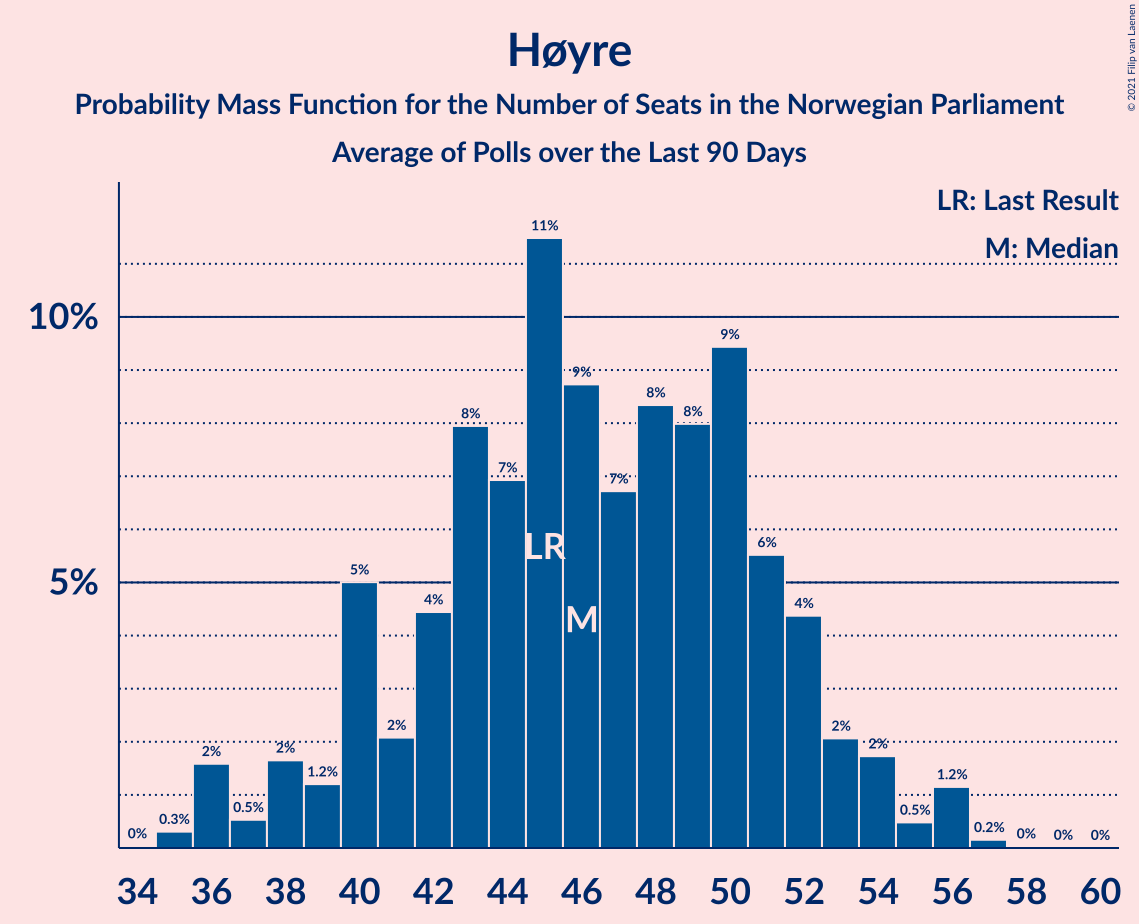 Høyre
Probability Mass Function for the Number of Seats in the Norwegian Parliament
Average of Polls over the Last 90 Days
© 2021 Filip van Laenen
LR: Last Result
M: Median
10%
5%
0% 0.3% 2% 0.5% 2% 1.2% 5% 2% 4% 8% 7% 11% 9% 7% 8% 8% 9% 6% 4% 2% 2% 0.5% 1.2% 0.2% 0% 0% 0%
LR
M
34 36 38 40 42 44 46 48 50 52 54 56 58 60